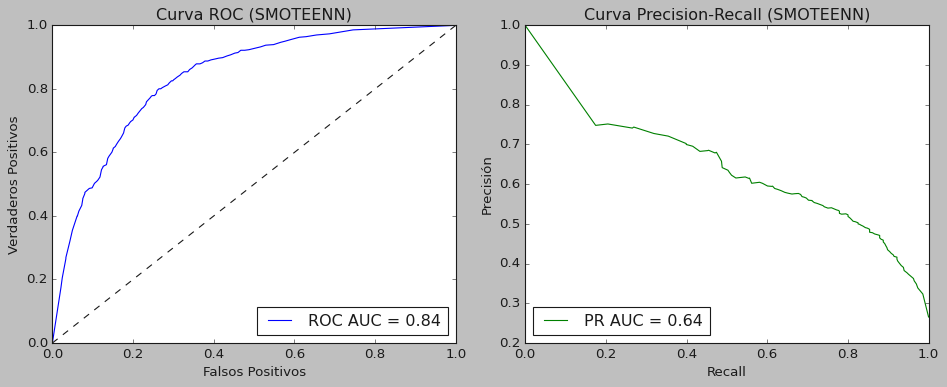 Curva ROC (SMOTEENN)
1.0
0.8
0.6
0.4
0.2
0.0
Verdaderos Positivos
ROC AUC = 0.84
0.0 0.2 0.4 0.6 0.8 1.0
Falsos Positivos
Curva Precision-Recall (SMOTEENN)
1.0
0.9
0.8
0.7
0.6
0.5
0.4
0.3
0.2
Precisión
PR AUC = 0.64
0.0 0.2 0.4 0.6 0.8 1.0
Recall